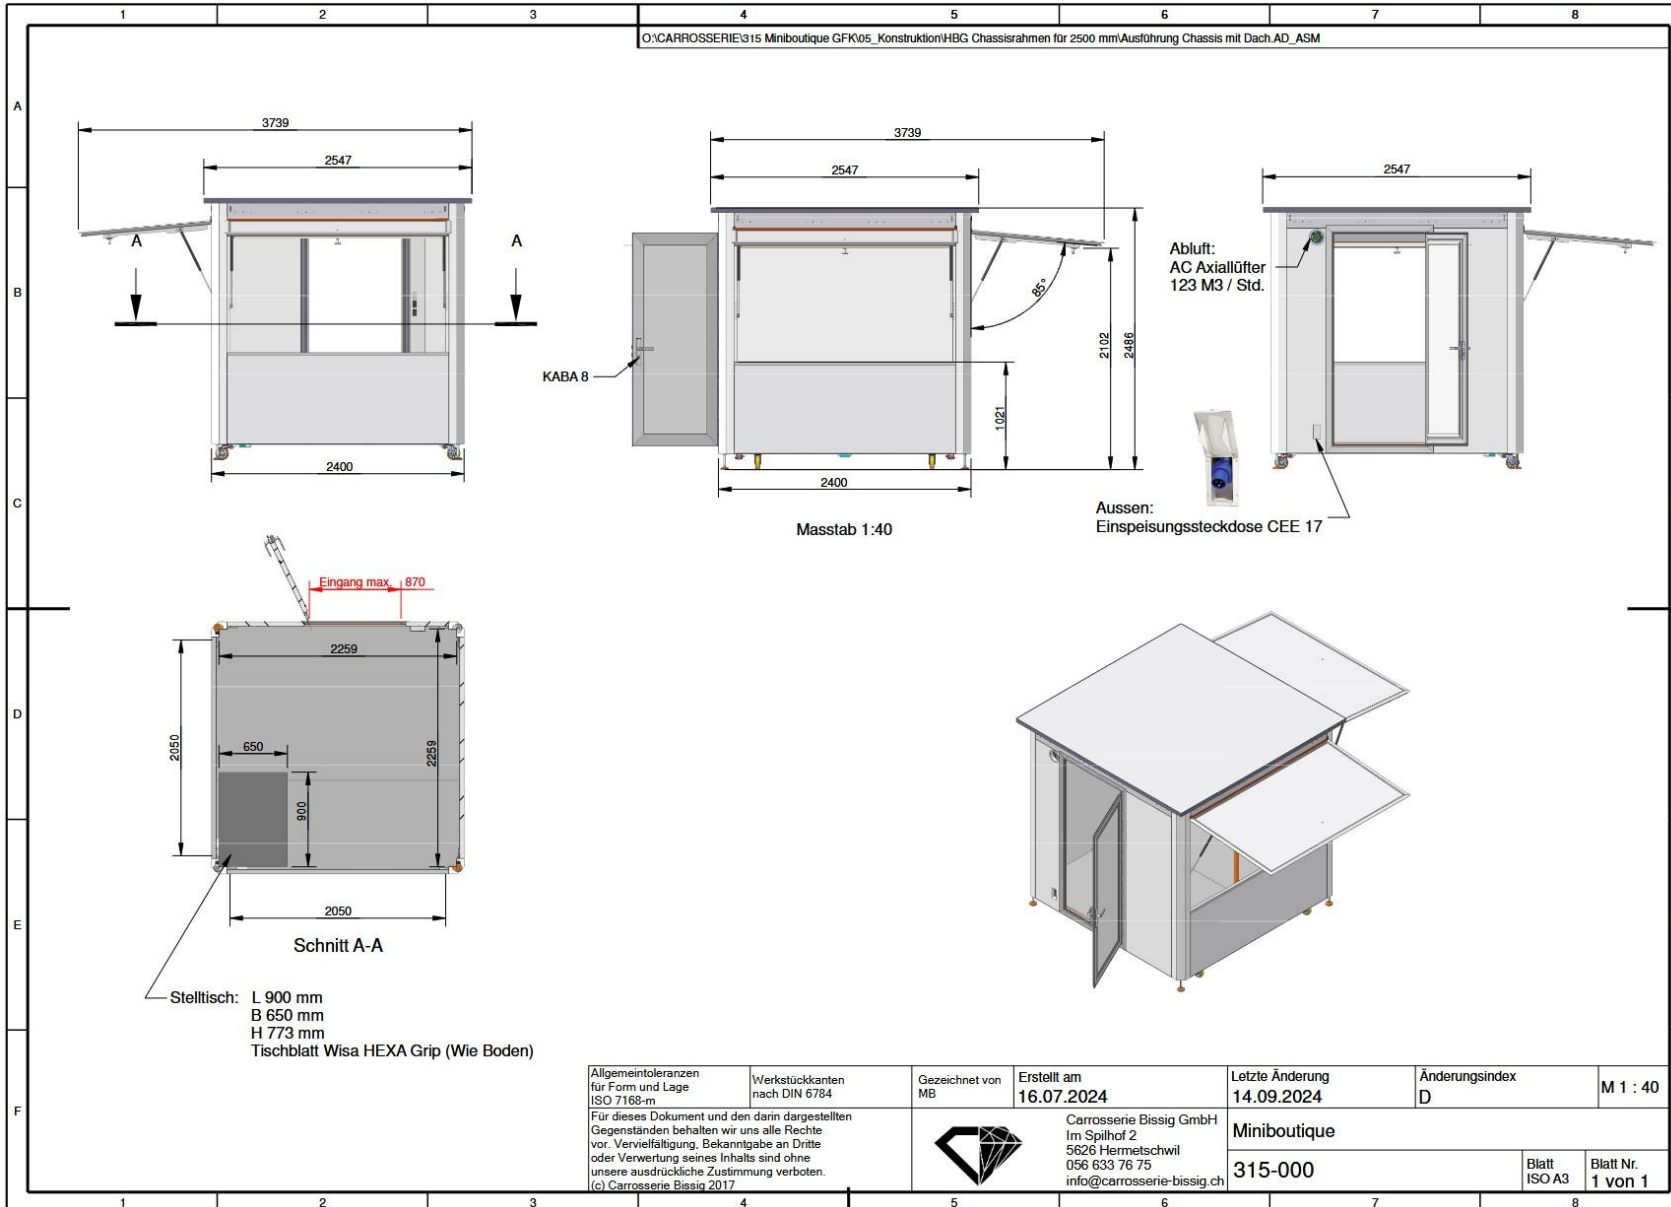 1 2 3 4 5 6 7 8
O:\CARROSSERIE\315 Miniboutique GFK\05_Konstruktion\HBG Chassisrahmen für 2500 mm\Ausführung Chassis mit Dach.AD_ASM
A
3739
2547
A A
2400
3739
2547
85°
KABA 8
1021
2102
2486
2400
Masstab 1:40
2547
Abluft:
AC Axiallüfter
123 M3 / Std.
Aussen:
Einspeisungssteckdose CEE 17
B
C
Eingang max. 870
2259
2050
2259
650
900
2050
Schnitt A-A
Stelltisch: L 900 mm
B 650 mm
H 773 mm
Tischblatt Wisa HEXA Grip (Wie Boden)
D
E
F
Allgemeintoleranzen
für Form und Lage
ISO 7168-m
Werkstückkanten
nach DIN 6784
Gezeichnet von
MB
Erstellt am
16.07.2024
Letzte Änderung
14.09.2024
Änderungsindex
D
M 1 : 40
Für dieses Dokument und den darin dargestellten
Gegenständen behalten wir uns alle Rechte
vor. Vervielfältigung, Bekanntgabe an Dritte
oder Verwertung seines Inhalts sind ohne
unsere ausdrückliche Zustimmung verboten.
(c) Carrosserie Bissig 2017
Carrosserie Bissig GmbH
Im Spilhof 2
5626 Hermetschwil
056 633 76 75
info@carrosserie-bissig.ch
Miniboutique
315-000
Blatt
ISO A3
Blatt Nr.
1 von 1
1 2 3 4 5 6 7 8